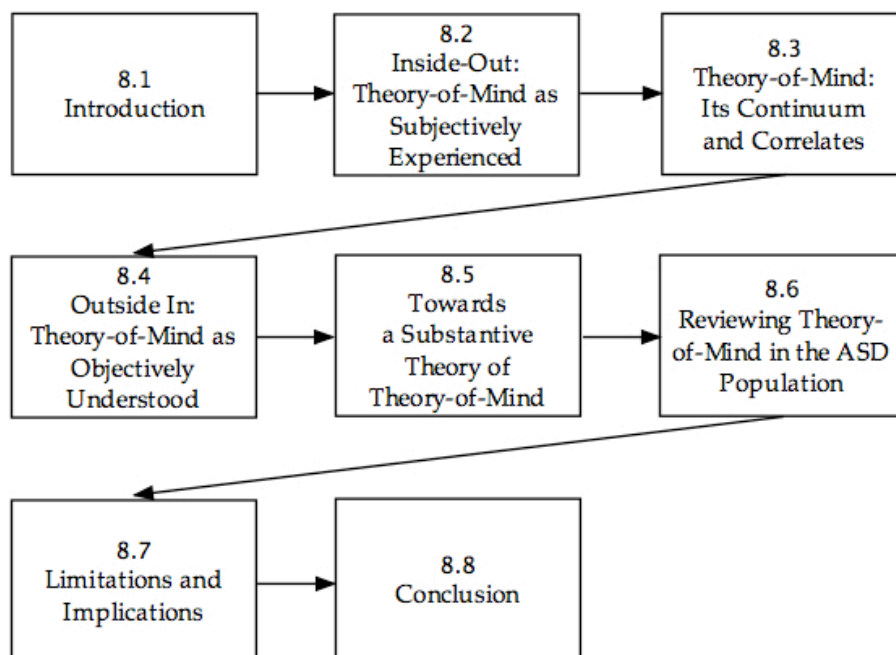 8.1
Introduction
8.2
Inside-Out:
Theory-of-Mind as
Subjectively
Experienced
8.3
Theory-of-Mind:
Its Continuum
and Correlates
8.4
Outside In:
Theory-of-Mind as
Objectively
Understood
8.5
Towards
a Substantive
Theory of
Theory-of-Mind
8.6
Reviewing Theory-
of-Mind in the ASD
Population
8.7
Limitations and
Implications
8.8
Conclusion